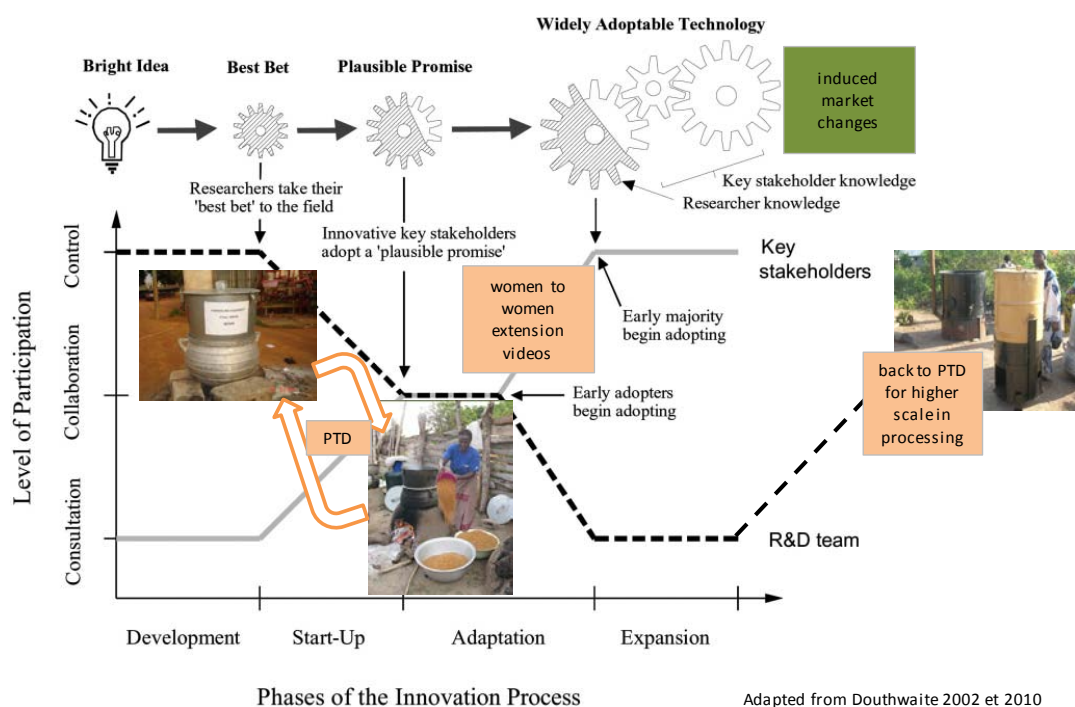 Widely Adoptable Technology
Bright Idea
Best Bet
Plausible Promise
induced
market
changes
Researchers take their
'best bet' to the field
Key stakeholder knowledge
Researcher knowledge
Innovative key stakeholders
adopt a 'plausible promise'
Key
stakeholders
women to
women
extension
videos
Early majority
begin adopting
back to PTD
for higher
scale in
processing
Early adopters
begin adopting
PTD
R&D team
Level of Participation
Control
Collaboration
Consultation
Development
Start-Up
Adaptation
Expansion
Phases of the Innovation Process
Adapted from Douthwaite 2002 et 2010